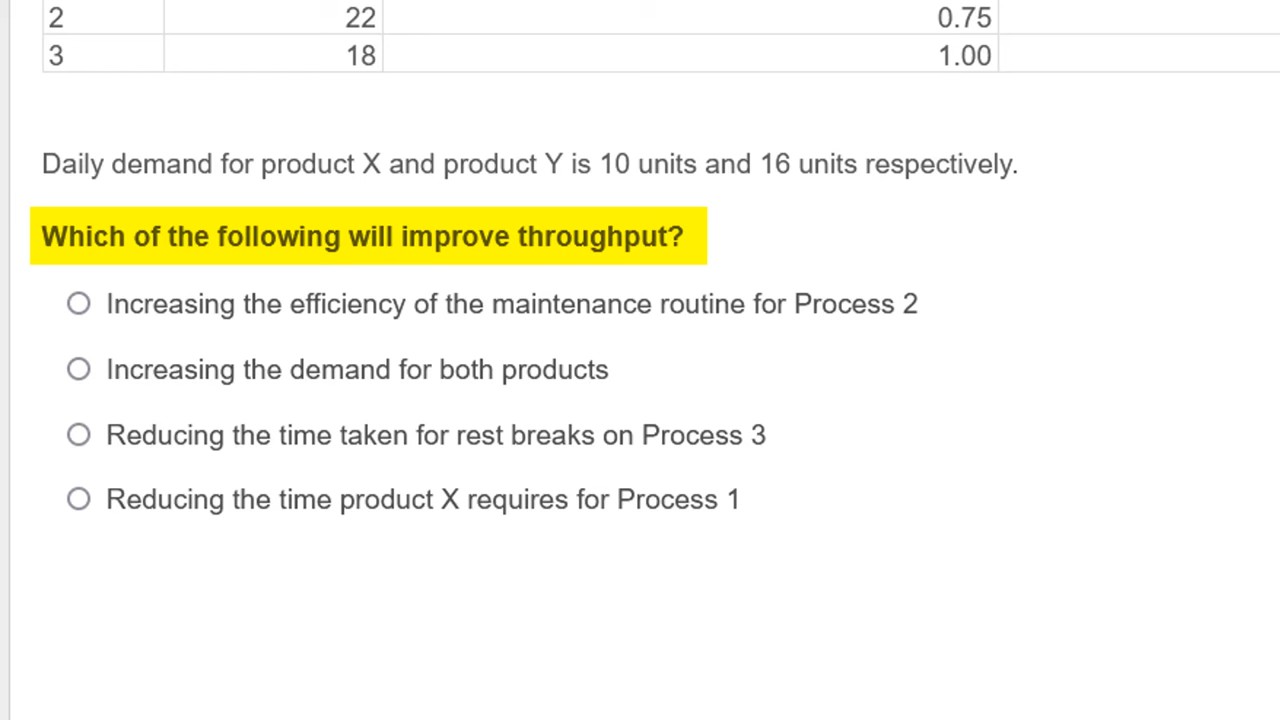 2 22 0.75
3 18 1.00
Daily demand for product X and product Y is 10 units and 16 units respectively.
Which of the following will improve throughput?
Increasing the efficiency of the maintenance routine for Process 2
Increasing the demand for both products
Reducing the time taken for rest breaks on Process 3
Reducing the time product X requires for Process 1